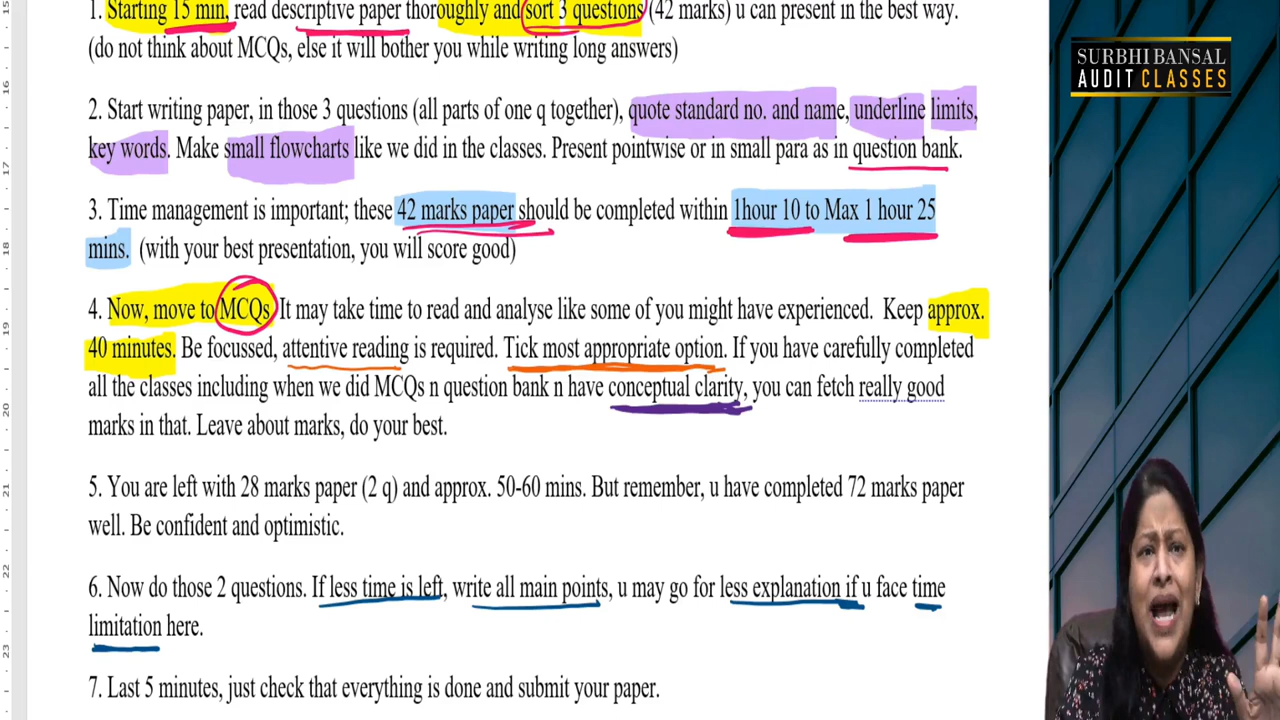 1. Starting 15 min, read descriptive paper thoroughly and sort 3 questions (42 marks) u can present in the best way.
(do not think about MCQs, else it will bother you while writing long answers)
SURBHI BANSAL
AUDIT CLASSES
2. Start writing paper, in those 3 questions (all parts of one q together), quote standard no. and name, underline limits,
key words. Make small flowcharts like we did in the classes. Present pointwise or in small para as in question bank.
3. Time management is important; these 42 marks paper should be completed within 1hour 10 to Max 1 hour 25
mins. (with your best presentation, you will score good)
4. Now, move to MCQs. It may take time to read and analyse like some of you might have experienced. Keep approx.
40 minutes. Be focussed, attentive reading is required. Tick most appropriate option. If you have carefully completed
all the classes including when we did MCQs n question bank n have conceptual clarity, you can fetch really good
marks in that. Leave about marks, do your best.
5. You are left with 28 marks paper (2 q) and approx. 50-60 mins. But remember, u have completed 72 marks paper
well. Be confident and optimistic.
6. Now do those 2 questions. If less time is left, write all main points, u may go for less explanation if u face time
limitation here.
7. Last 5 minutes, just check that everything is done and submit your paper.
15
16
17
18
19
20
21
22
23